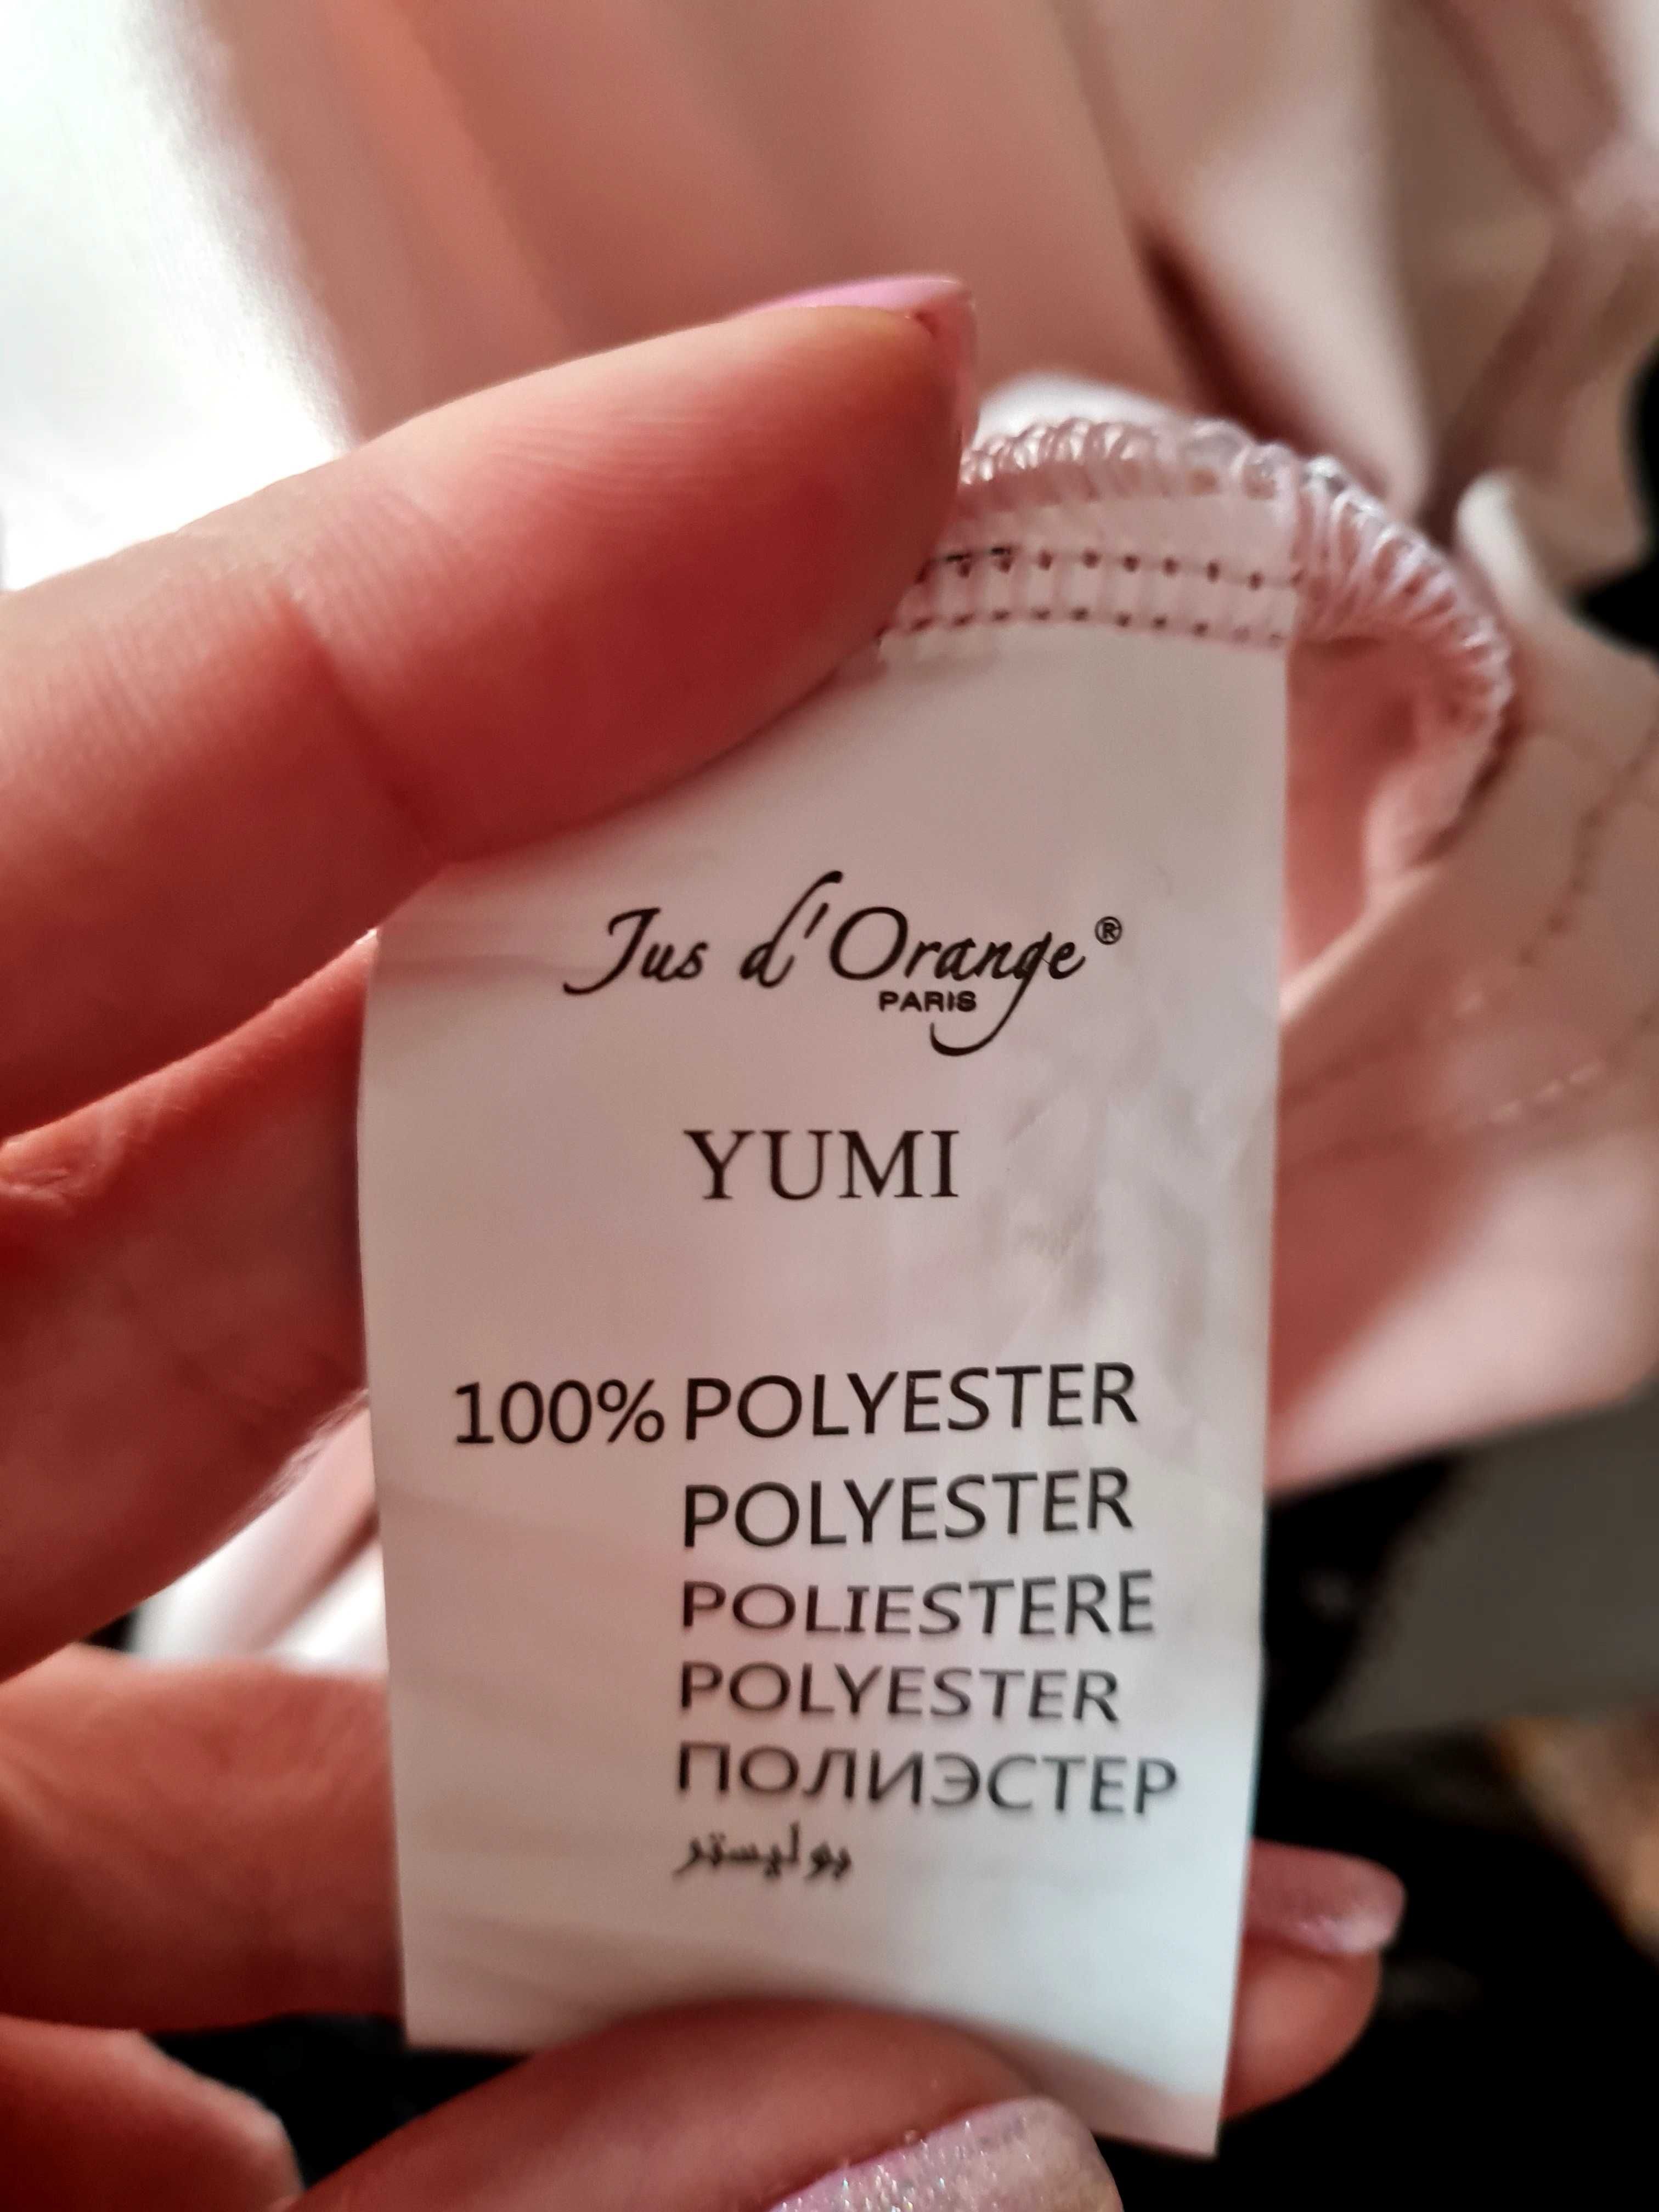 Jus d'Orange®
PARIS
YUMI
100% POLYESTER
POLYESTER
POLIESTERE
POLYESTER
ПОЛИЭСТЕР
بوليستر